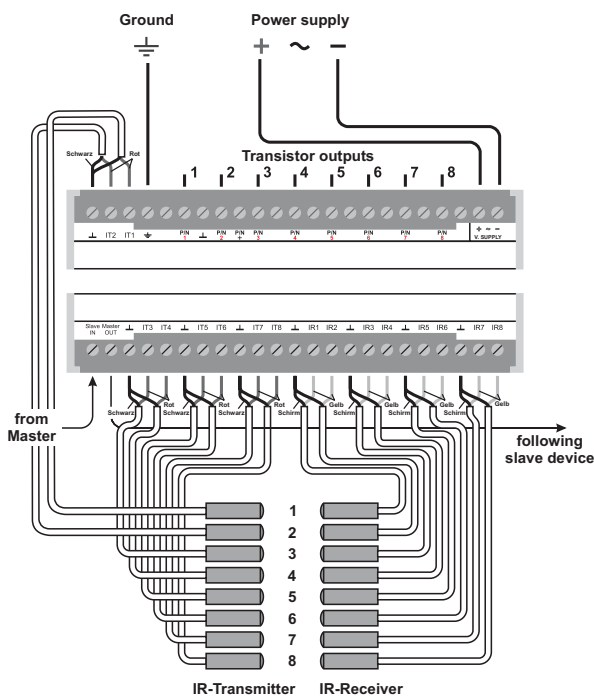 Ground
Power supply
+ ~ −
Schwarz Rot
Transistor outputs
1 2 3 4 5 6 7 8
⊥ IT2 IT1 P/N 1 ⊥ P/N 2 P/N + P/N 3 P/N 4 P/N 5 P/N 6 P/N 7 P/N 8 + ~ − V. SUPPLY
Slave IN Master OUT ⊥ IT3 IT4 ⊥ IT5 IT6 ⊥ IT7 IT8 ⊥ IR1 IR2 ⊥ IR3 IR4 ⊥ IR5 IR6 ⊥ IR7 IR8
Schwarz Rot Schwarz Rot Schwarz Rot Schirm Gelb Schirm Gelb Schirm Gelb Schirm Gelb
from
Master
following
slave device
1
2
3
4
5
6
7
8
IR-Transmitter IR-Receiver